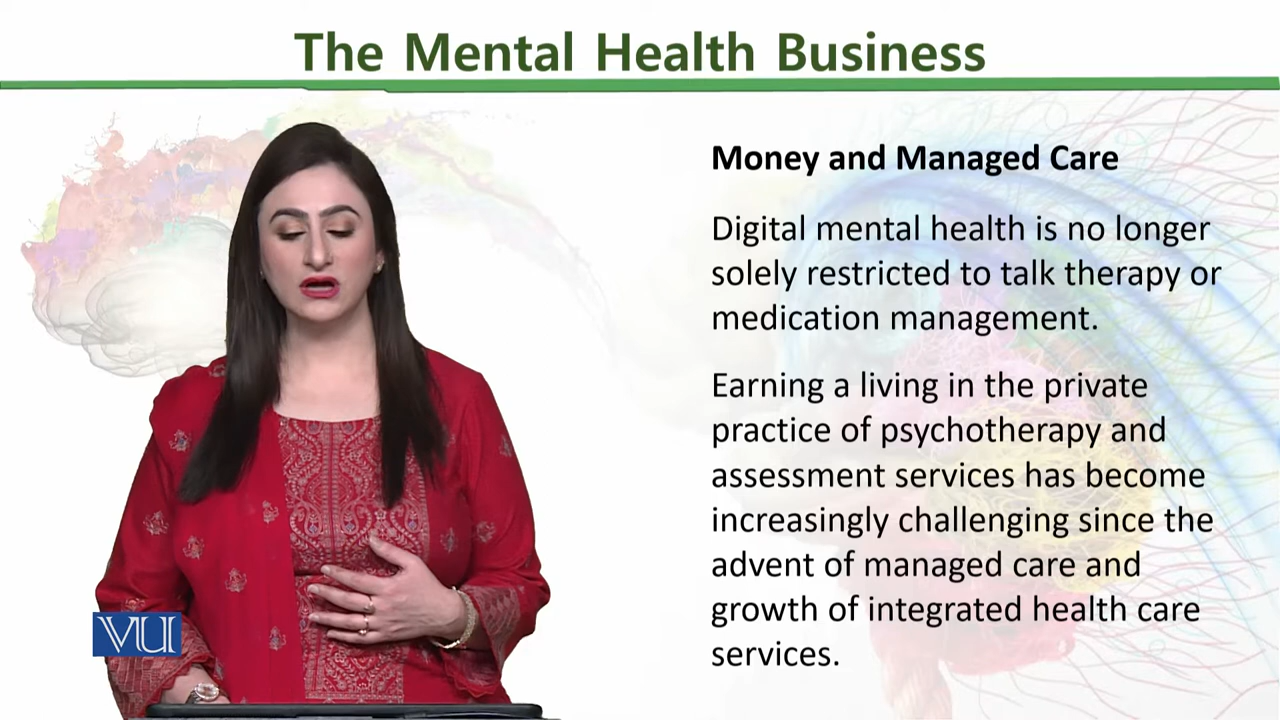 The Mental Health Business
Money and Managed Care
Digital mental health is no longer
solely restricted to talk therapy or
medication management.
Earning a living in the private
practice of psychotherapy and
assessment services has become
increasingly challenging since the
advent of managed care and
growth of integrated health care
services.
VU